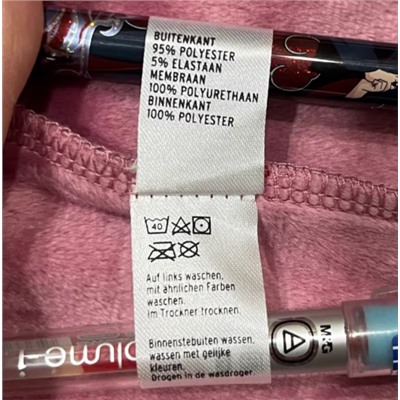 BUITENKANT
95% POLYESTER
5% ELASTAAN
MEMBRAAN
100% POLYURETHAAN
BINNENKANT
100% POLYESTER
40
Auf links waschen,
mit ähnlichen Farben
waschen.
im Trockner trocknen.
Binnenstebuiten wassen,
wassen met gelijke
kleuren.
Drogen in de wasdroger.
olume-i
A
M&G